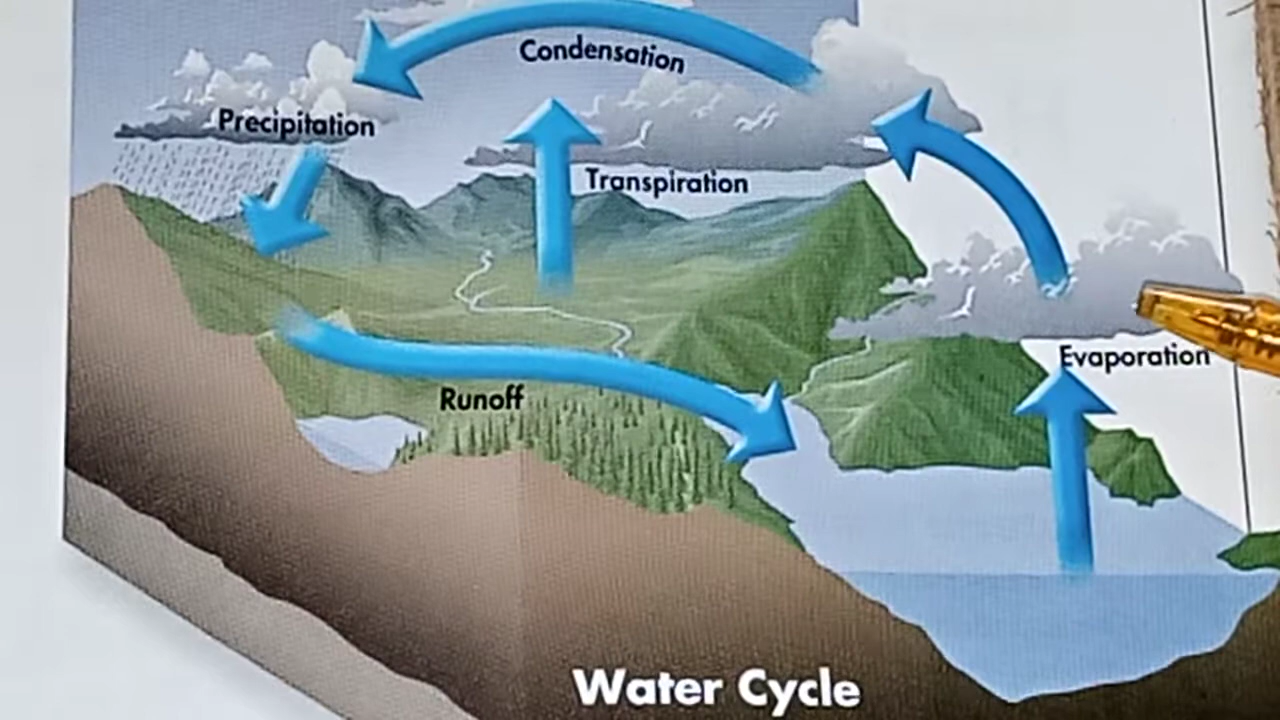 Condensation
Precipitation
Transpiration
Evaporation
Runoff
Water Cycle